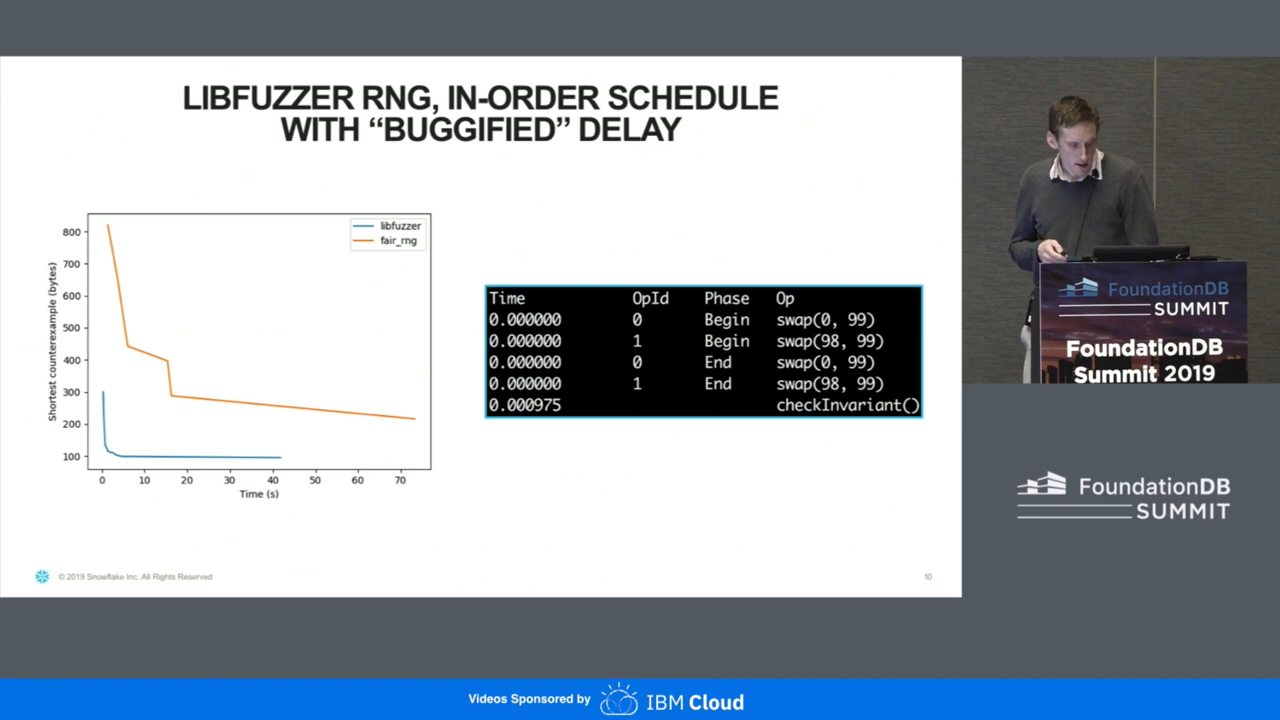 LIBFUZZER RNG, IN-ORDER SCHEDULE
WITH “BUGGIFIED” DELAY
Shortest counterexample (bytes)
800
700
600
500
400
300
200
100
0 10 20 30 40 50 60 70
Time (s)
libfuzzer
fair_rng
Time OpId Phase Op
0.000000 0 Begin swap(0, 99)
0.000000 1 Begin swap(98, 99)
0.000000 0 End swap(0, 99)
0.000000 1 End swap(98, 99)
0.000975 checkInvariant()
© 2019 Snowflake Inc. All Rights Reserved
10
FoundationDB
SUMMIT
FoundationDB
Summit 2019
FoundationDB
SUMMIT
Videos Sponsored by IBM Cloud